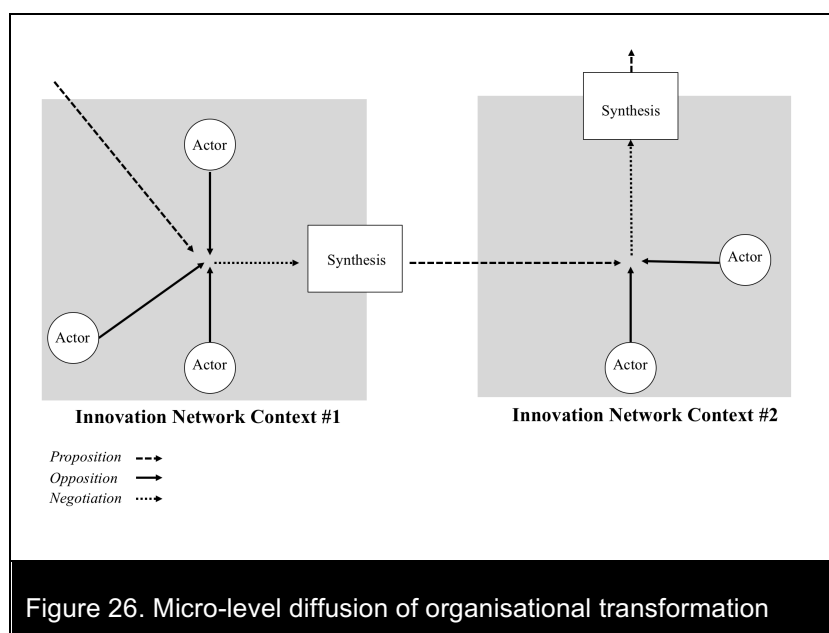 Actor
Synthesis
Actor
Actor
Innovation Network Context #1
Synthesis
Actor
Actor
Innovation Network Context #2
Proposition
Opposition
Negotiation
Figure 26. Micro-level diffusion of organisational transformation